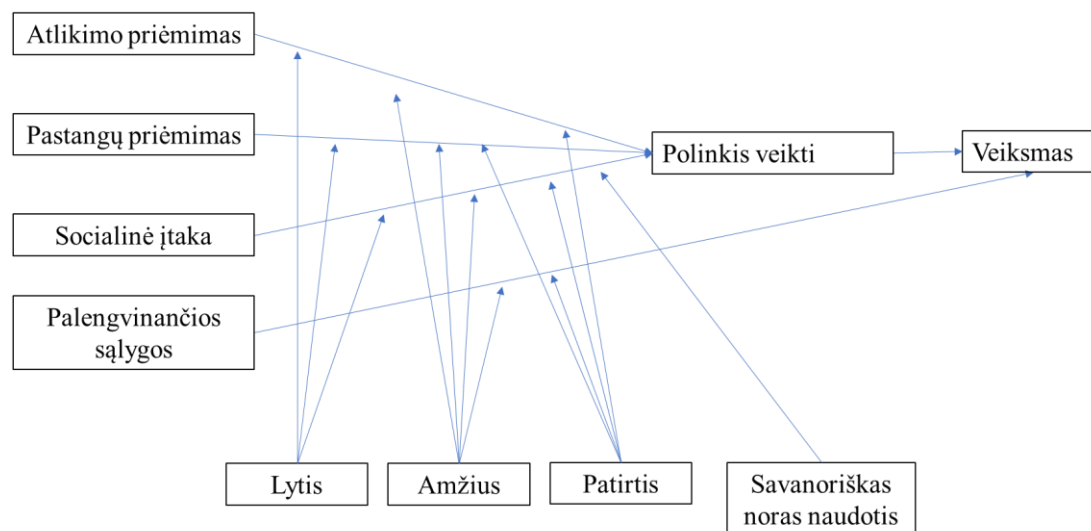 Atlikimo priėmimas
Pastangų priėmimas
Polinkis veikti
Veiksmas
Socialinė įtaka
Palengvinančios
sąlygos
Lytis
Amžius
Patirtis
Savanoriškas
noras naudotis